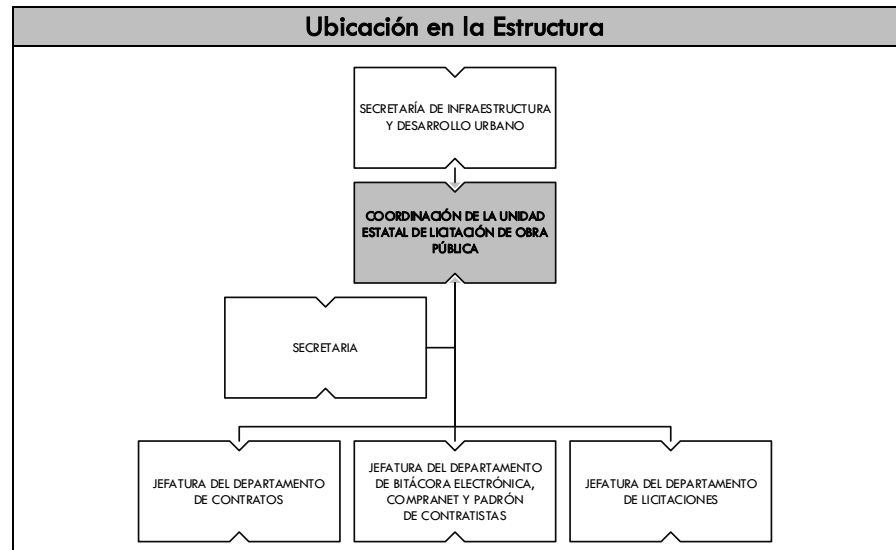 Ubicación en la Estructura
SECRETARÍA DE INFRAESTRUCTURA
Y DESARROLLO URBANO
COORDINACIÓN DE LA UNIDAD
ESTATAL DE LICITACIÓN DE OBRA
PÚBLICA
SECRETARIA
JEFATURA DEL DEPARTAMENTO
DE CONTRATOS
JEFATURA DEL DEPARTAMENTO
DE BITÁCORA ELECTRÓNICA,
COMPRANET Y PADRÓN
DE CONTRATISTAS
JEFATURA DEL DEPARTAMENTO
DE LICITACIONES